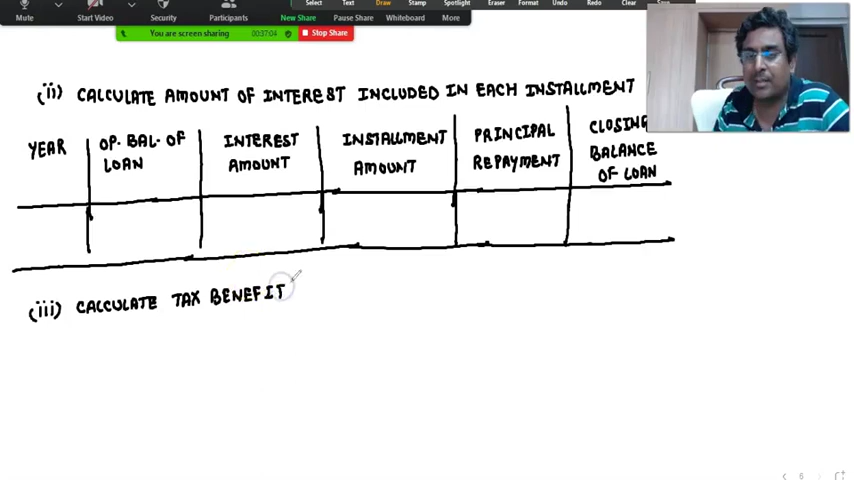 Select Text Draw Stamp Spotlight Eraser Format Undo Redo Clear Save
Mute Start Video Security Participants New Share Pause Share Whiteboard More
You are screen sharing 37:04 Stop Share
(ii) CALCULATE AMOUNT OF INTEREST INCLUDED IN EACH INSTALLMENT
YEAR
OP. BAL. OF
LOAN
INTEREST
AMOUNT
INSTALLMENT
AMOUNT
PRINCIPAL
REPAYMENT
CLOSING
BALANCE
OF LOAN
(iii) CALCULATE TAX BENEFIT
6